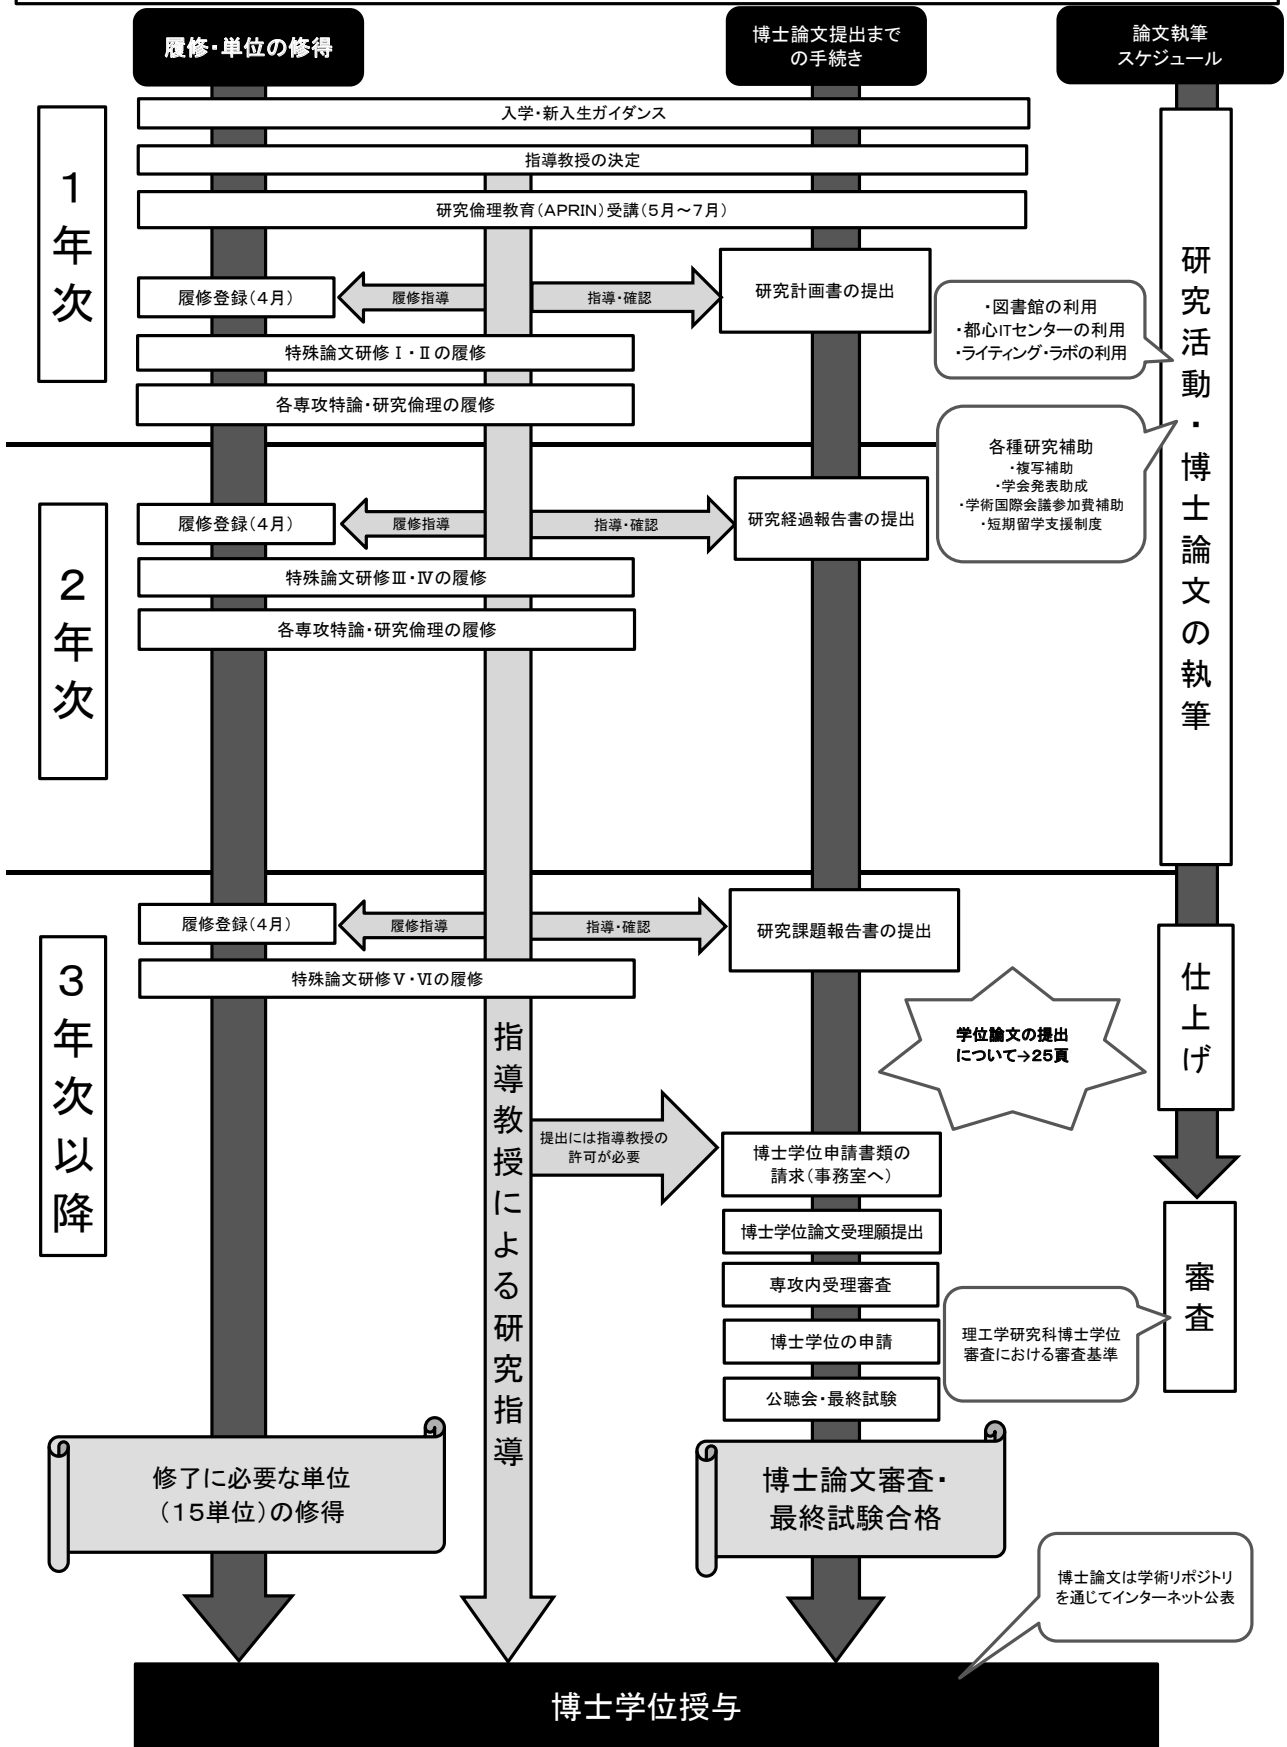 履修・単位の修得
博士論文提出まで
の手続き
論文執筆
スケジュール
1年次
入学・新入生ガイダンス
指導教授の決定
研究倫理教育(APRIN)受講(5月～7月)
履修登録(4月)
履修指導
指導・確認
研究計画書の提出
特殊論文研修Ⅰ・Ⅱの履修
各専攻特論・研究倫理の履修
・図書館の利用
・都心ITセンターの利用
・ライティング・ラボの利用
研究活動・博士論文の執筆
各種研究補助
・複写補助
・学会発表助成
・学術国際会議参加費補助
・短期留学支援制度
2年次
履修登録(4月)
履修指導
指導・確認
研究経過報告書の提出
特殊論文研修Ⅲ・Ⅳの履修
各専攻特論・研究倫理の履修
3年次以降
履修登録(4月)
履修指導
指導・確認
研究課題報告書の提出
特殊論文研修Ⅴ・Ⅵの履修
仕上げ
学位論文の提出
について→25頁
指導教授による研究指導
提出には指導教授の
許可が必要
博士学位申請書類の
請求(事務室へ)
博士学位論文受理願提出
専攻内受理審査
博士学位の申請
公聴会・最終試験
審査
理工学研究科博士学位
審査における審査基準
修了に必要な単位
(15単位)の修得
博士論文審査・
最終試験合格
博士論文は学術リポジトリ
を通じてインターネット公表
博士学位授与